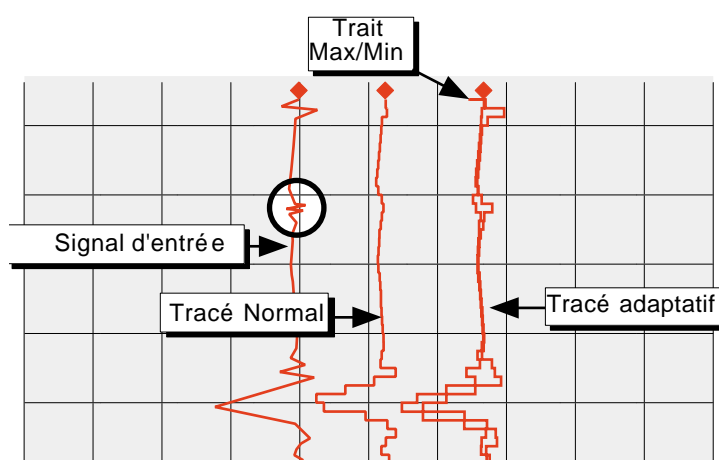 Trait
Max/Min
Signal d'entrée
Tracé Normal
Tracé adaptatif